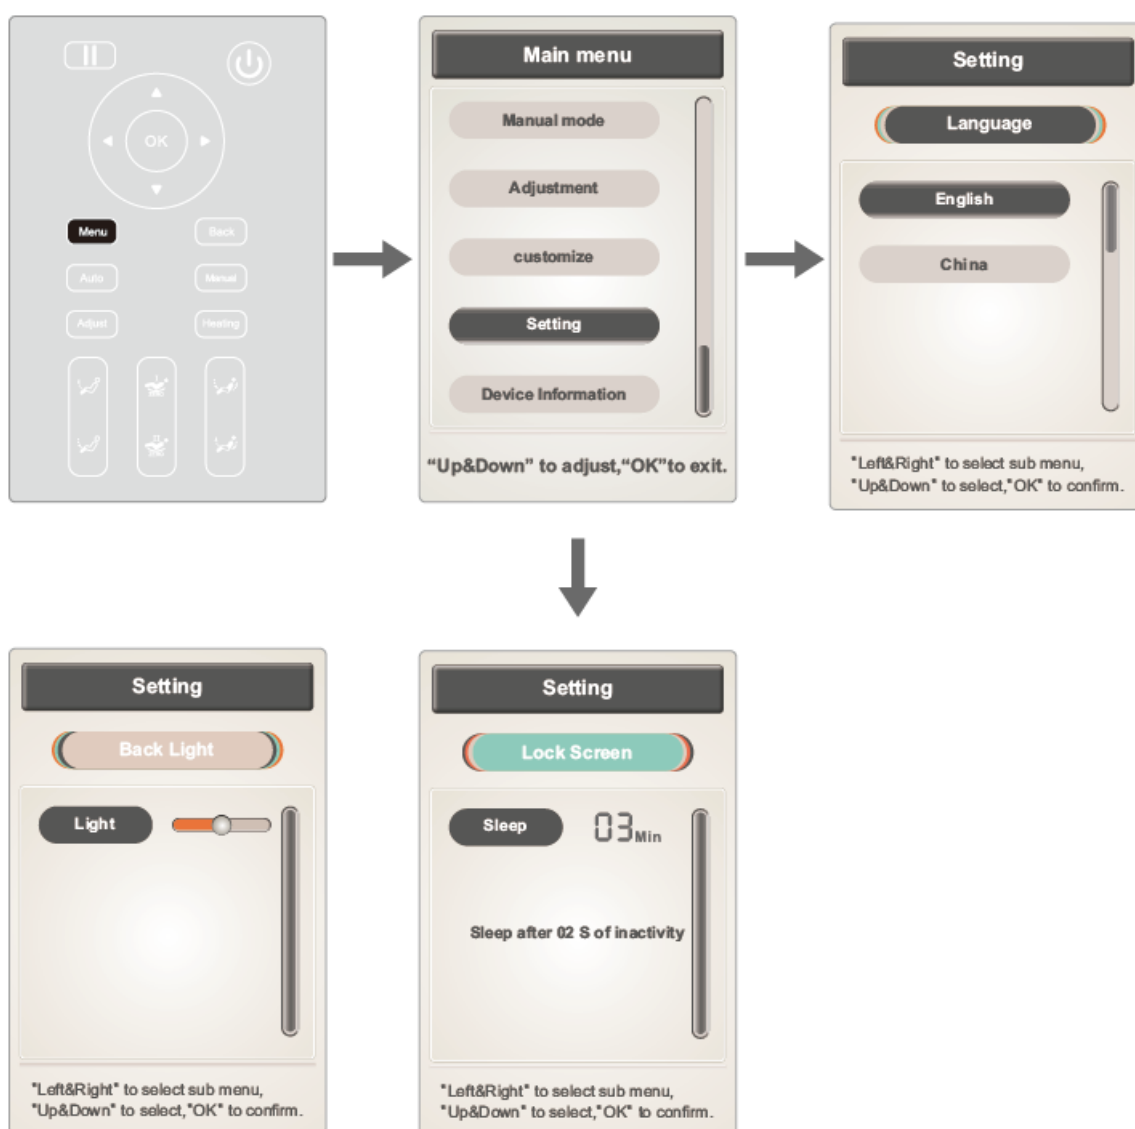 OK
Menu
Back
Auto
Manual
Adjust
Heating
Main menu
Manual mode
Adjustment
customize
Setting
Device Information
“Up&Down” to adjust,“OK”to exit.
Setting
Language
English
China
"Left&Right" to select sub menu,
"Up&Down" to select,"OK" to confirm.
Setting
Back Light
Light
"Left&Right" to select sub menu,
"Up&Down" to select,"OK" to confirm.
Setting
Lock Screen
Sleep
03 Min
Sleep after 02 S of inactivity
"Left&Right" to select sub menu,
"Up&Down" to select,"OK" to confirm.